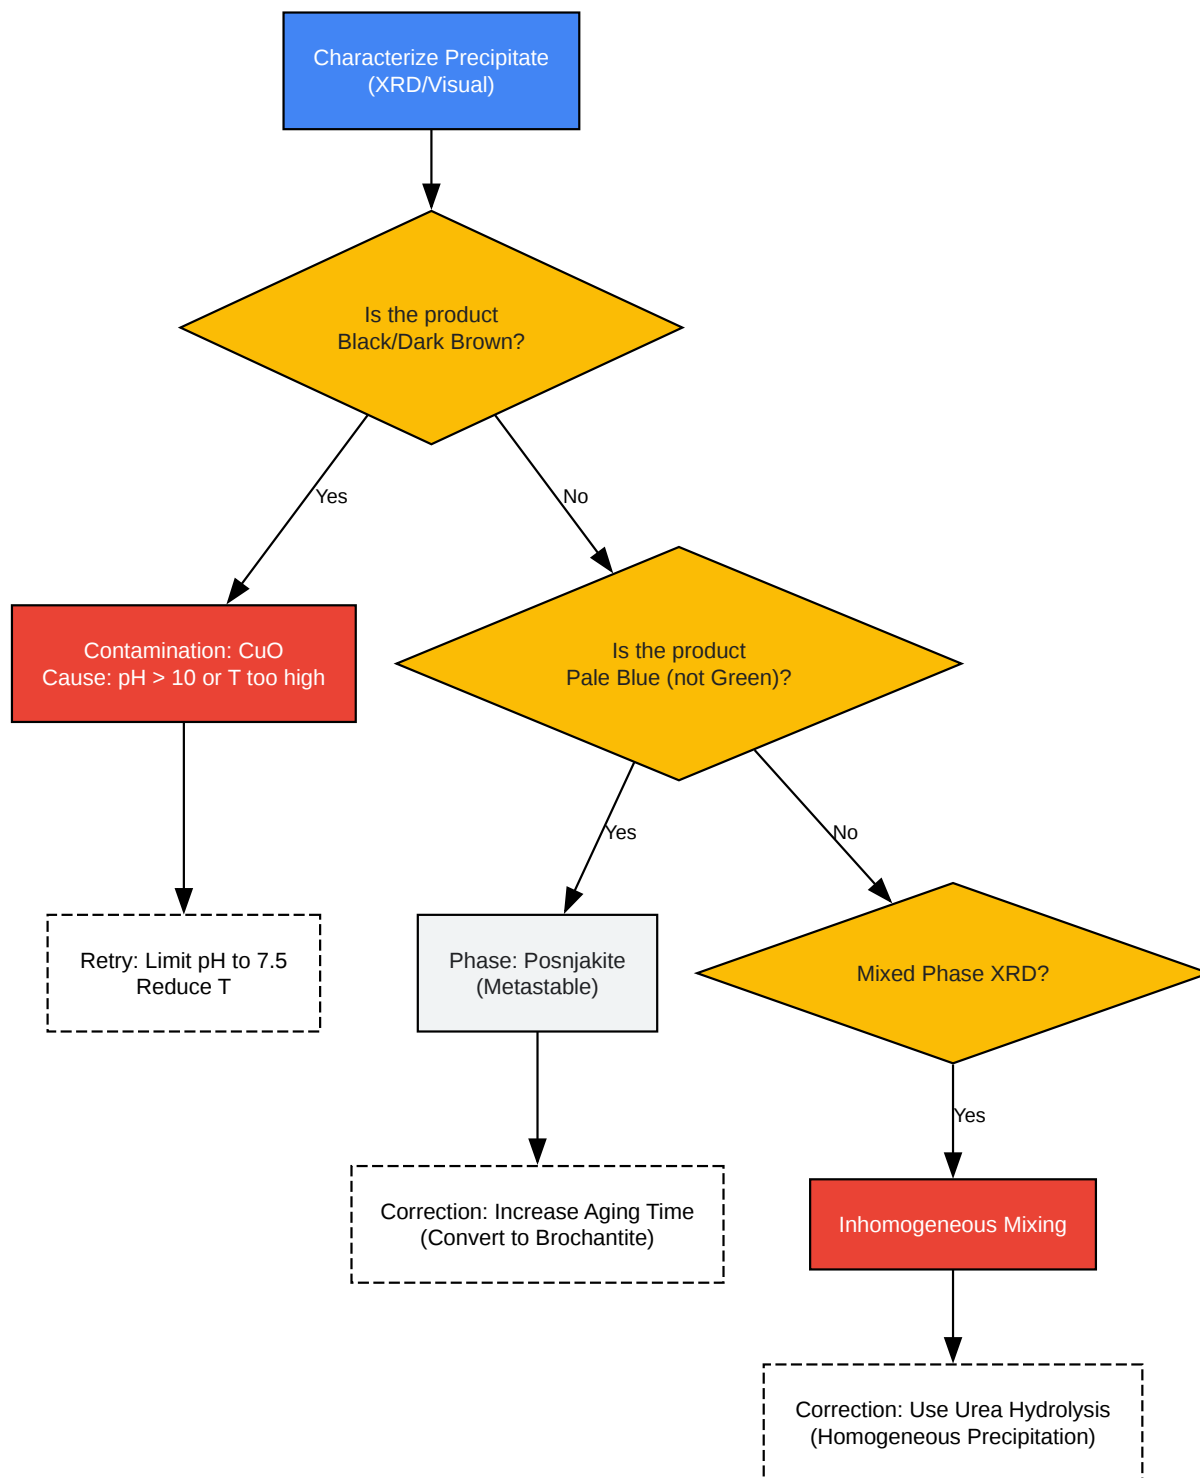 Characterize Precipitate
(XRD/Visual)
Is the product
Black/Dark Brown?
Yes
No
Contamination: CuO
Cause: pH > 10 or T too high
Is the product
Pale Blue (not Green)?
Yes
No
Retry: Limit pH to 7.5
Reduce T
Phase: Posnjakite
(Metastable)
Mixed Phase XRD?
Yes
Correction: Increase Aging Time
(Convert to Brochantite)
Inhomogeneous Mixing
Correction: Use Urea Hydrolysis
(Homogeneous Precipitation)